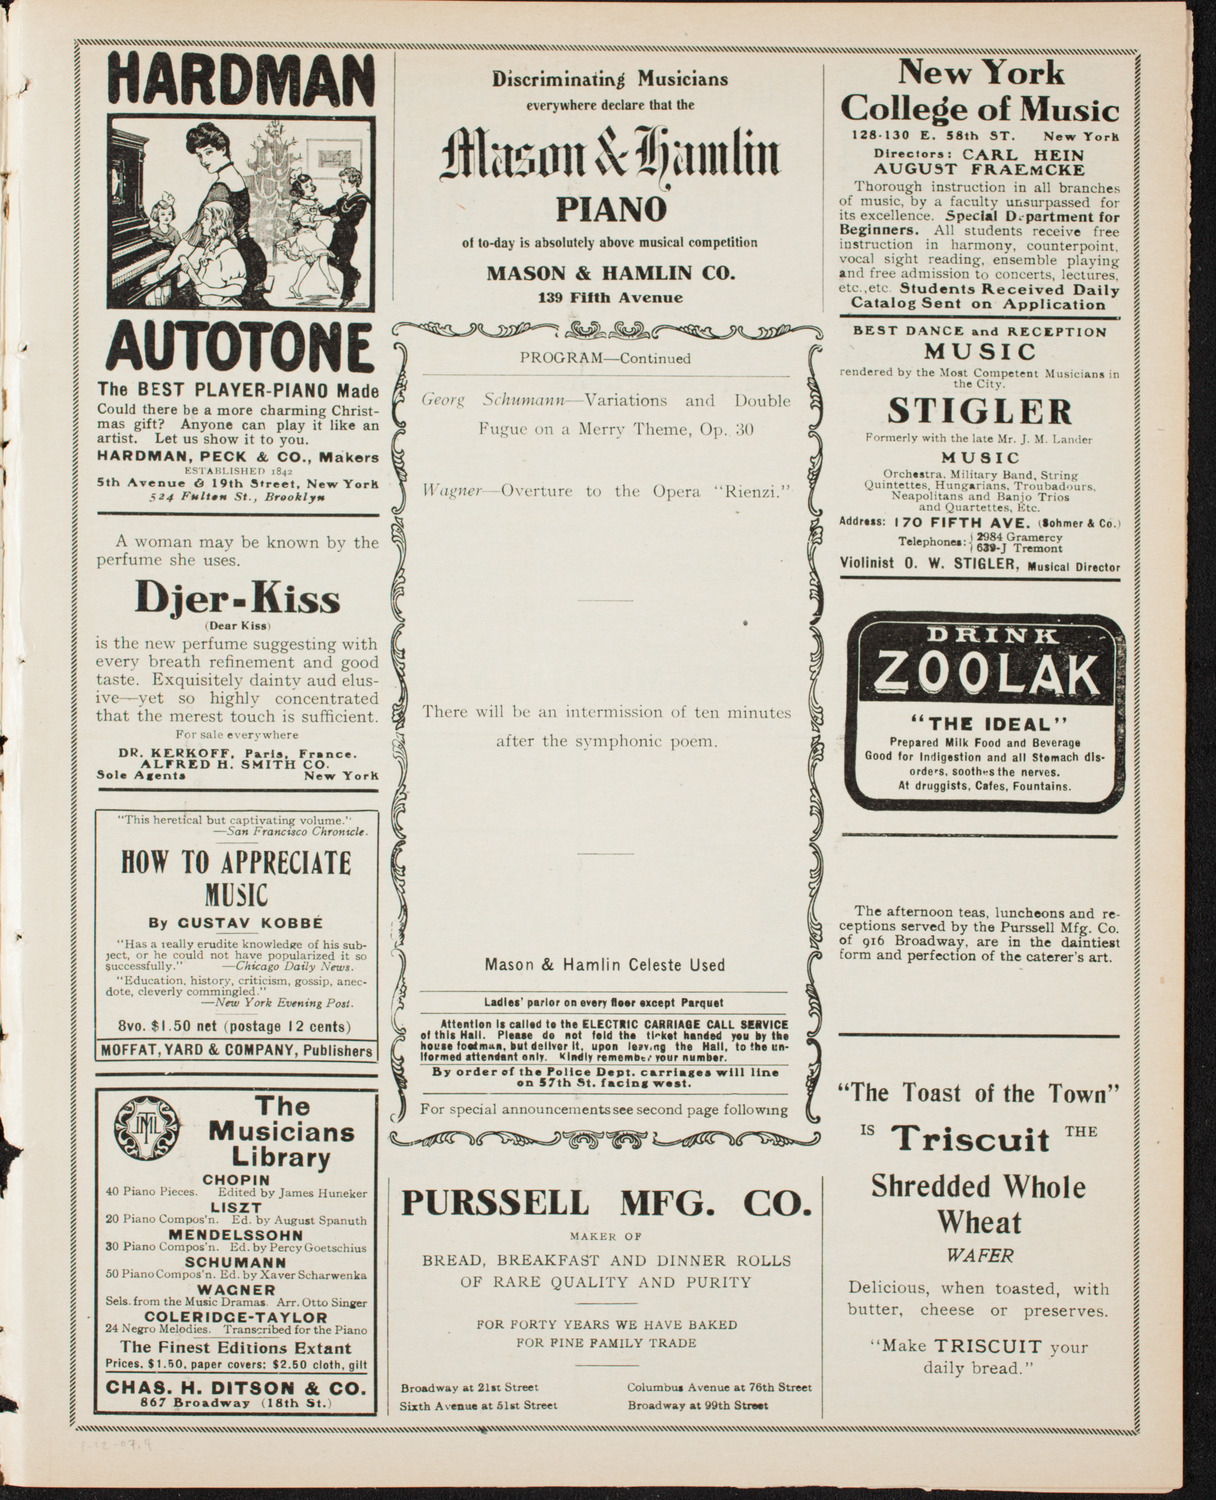 HARDMAN
AUTOTONE
The BEST PLAYER-PIANO Made
Could there be a more charming Christ-
mas gift? Anyone can play it like an
artist. Let us show it to you.
HARDMAN, PECK & CO., Makers
ESTABLISHED 1842
5th Avenue & 19th Street, New York
524 Fulton St., Brooklyn
A woman may be known by the
perfume she uses.
Djer-Kiss
(Dear Kiss)
is the new perfume suggesting with
every breath refinement and good
taste. Exquisitely dainty aud elus-
ive—yet so highly concentrated
that the merest touch is sufficient.
For sale everywhere
DR. KERKOFF, Paris, France.
ALFRED H. SMITH CO.
Sole Agents New York
"This heretical but captivating volume."
—San Francisco Chronicle.
HOW TO APPRECIATE
MUSIC
By GUSTAV KOBBÉ
"Has a really erudite knowledge of his sub-
ject, or he could not have popularized it so
successfully." —Chicago Daily News.
"Education, history, criticism, gossip, anec-
dote, cleverly commingled."
—New York Evening Post.
8vo. $1.50 net (postage 12 cents)
MOFFAT, YARD & COMPANY, Publishers
The
Musicians
Library
CHOPIN
40 Piano Pieces. Edited by James Huneker
LISZT
20 Piano Compos'n. Ed. by August Spanuth
MENDELSSOHN
30 Piano Compos'n. Ed. by Percy Goetschius
SCHUMANN
50 Piano Compos'n. Ed. by Xaver Scharwenka
WAGNER
Sels. from the Music Dramas. Arr. Otto Singer
COLERIDGE-TAYLOR
24 Negro Melodies. Transcribed for the Piano
The Finest Editions Extant
Prices, $1.50, paper covers; $2.50 cloth, gilt
CHAS. H. DITSON & CO.
867 Broadway (18th St.)
Discriminating Musicians
everywhere declare that the
Mason & Hamlin
PIANO
of to-day is absolutely above musical competition
MASON & HAMLIN CO.
139 Fifth Avenue
PROGRAM—Continued
Georg Schumann—Variations and Double
Fugue on a Merry Theme, Op. 30
Wagner—Overture to the Opera "Rienzi."
There will be an intermission of ten minutes
after the symphonic poem.
Mason & Hamlin Celeste Used
Ladies' parlor on every floor except Parquet
Attention is called to the ELECTRIC CARRIAGE CALL SERVICE
of this Hall. Please do not fold the ticket handed you by the
house footman, but deliver it, upon leaving the Hall, to the un-
iformed attendant only. Kindly remember your number.
By order of the Police Dept. carriages will line
on 57th St. facing west.
For special announcements see second page following
PURSSELL MFG. CO.
MAKER OF
BREAD, BREAKFAST AND DINNER ROLLS
OF RARE QUALITY AND PURITY
FOR FORTY YEARS WE HAVE BAKED
FOR FINE FAMILY TRADE
Broadway at 21st Street Columbus Avenue at 76th Street
Sixth Avenue at 51st Street Broadway at 99th Street
New York
College of Music
128-130 E. 58th ST. New York
Directors: CARL HEIN
AUGUST FRAEMCKE
Thorough instruction in all branches
of music, by a faculty unsurpassed for
its excellence. Special Department for
Beginners. All students receive free
instruction in harmony, counterpoint,
vocal sight reading, ensemble playing
and free admission to concerts, lectures,
etc., etc. Students Received Daily
Catalog Sent on Application
BEST DANCE and RECEPTION
MUSIC
rendered by the Most Competent Musicians in
the City.
STIGLER
Formerly with the late Mr. J. M. Lander
MUSIC
Orchestra, Military Band, String
Quintettes, Hungarians, Troubadours,
Neapolitans and Banjo Trios
and Quartettes, Etc.
Address: 170 FIFTH AVE. (Sohmer & Co.)
Telephones: 2984 Gramercy
639-J Tremont
Violinist O. W. STIGLER, Musical Director
DRINK
ZOOLAK
"THE IDEAL"
Prepared Milk Food and Beverage
Good for Indigestion and all Stomach dis-
orders, soothes the nerves.
At druggists, Cafes, Fountains.
The afternoon teas, luncheons and re-
ceptions served by the Purssell Mfg. Co.
of 916 Broadway, are in the daintiest
form and perfection of the caterer's art.
"The Toast of the Town"
IS Triscuit THE
Shredded Whole
Wheat
WAFER
Delicious, when toasted, with
butter, cheese or preserves.
"Make TRISCUIT your
daily bread."